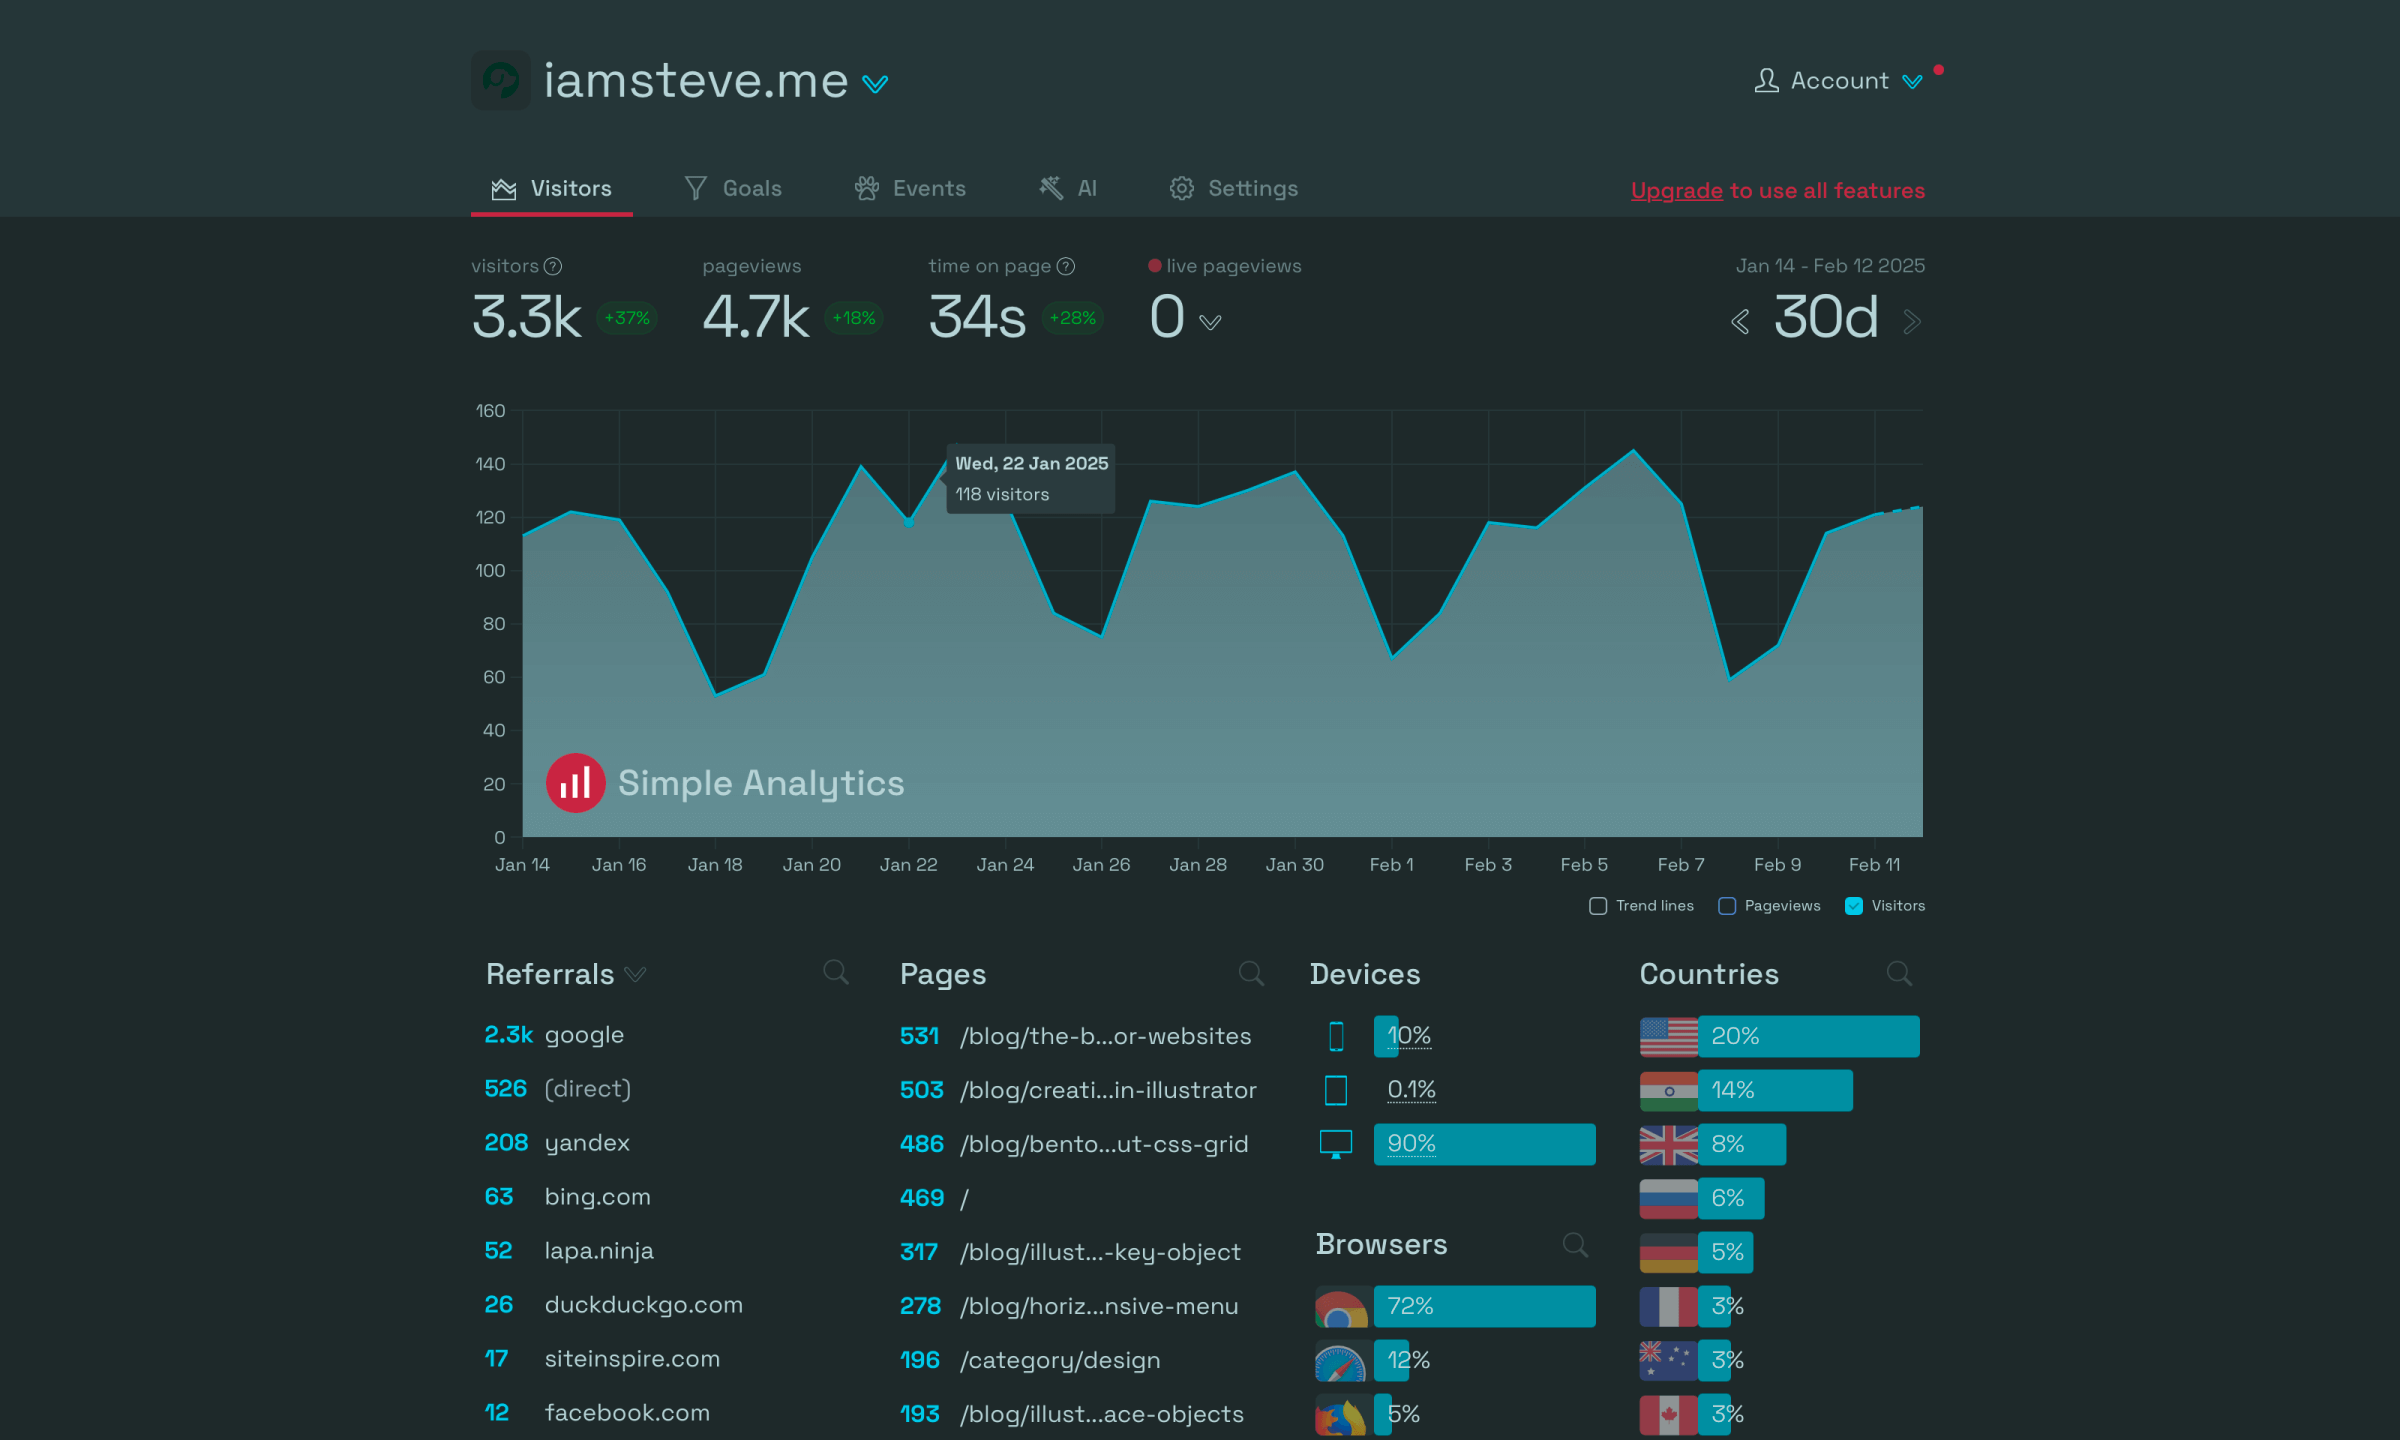 iamsteve.me
Account
Visitors
Goals
Events
AI
Settings
Upgrade to use all features
visitors ?
pageviews
time on page ?
live pageviews
Jan 14 - Feb 12 2025
3.3k +37%
4.7k +18%
34s +28%
0
30d
160
140
120
100
80
60
40
20
0
Wed, 22 Jan 2025
118 visitors
Simple Analytics
Jan 14 Jan 16 Jan 18 Jan 20 Jan 22 Jan 24 Jan 26 Jan 28 Jan 30 Feb 1 Feb 3 Feb 5 Feb 7 Feb 9 Feb 11
Trend lines Pageviews Visitors
Referrals
2.3k google
526 (direct)
208 yandex
63 bing.com
52 lapa.ninja
26 duckduckgo.com
17 siteinspire.com
12 facebook.com
Pages
531 /blog/the-b...or-websites
503 /blog/creati...in-illustrator
486 /blog/bento...ut-css-grid
469 /
317 /blog/illust...-key-object
278 /blog/horiz...nsive-menu
196 /category/design
193 /blog/illust...ace-objects
Devices
10%
0.1%
90%
Browsers
72%
12%
5%
Countries
20%
14%
8%
6%
5%
3%
3%
3%